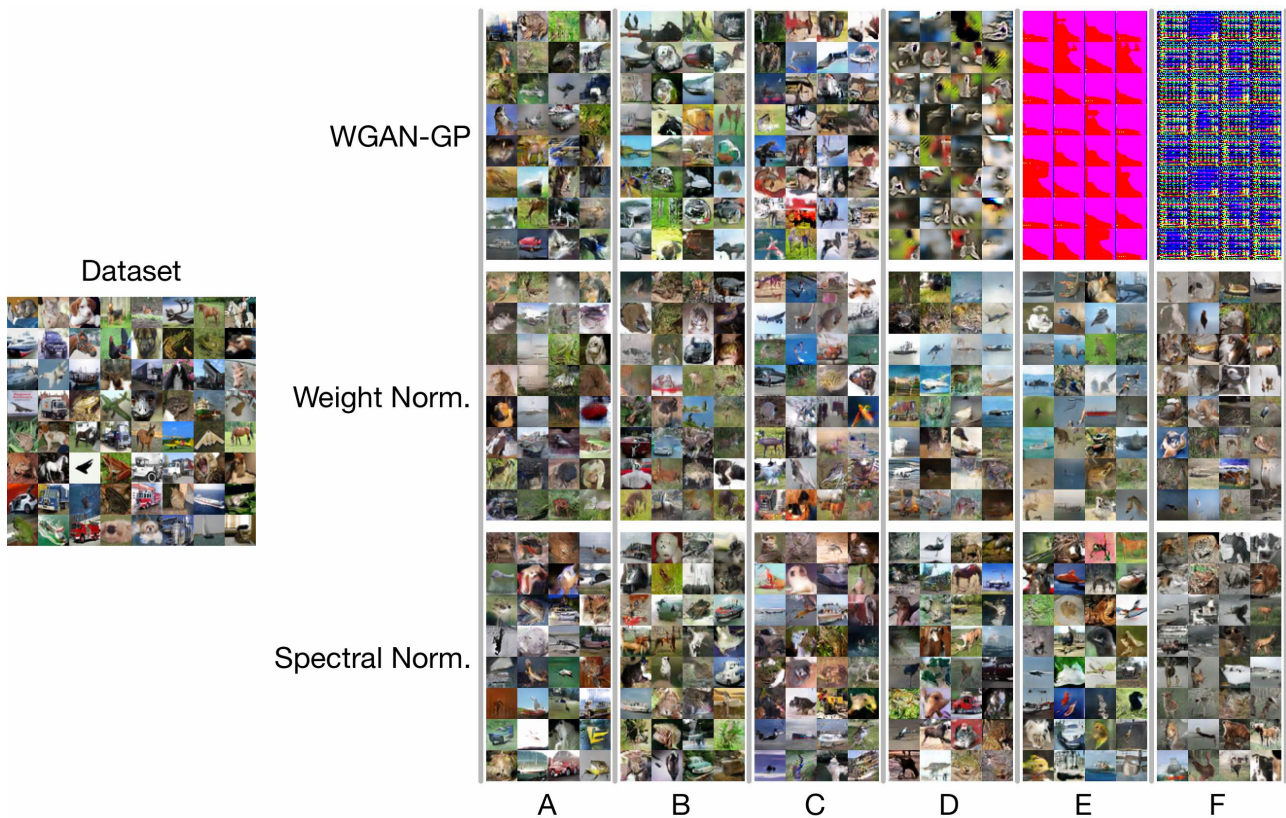 WGAN-GP
Dataset
Weight Norm.
Spectral Norm.
A B C D E F